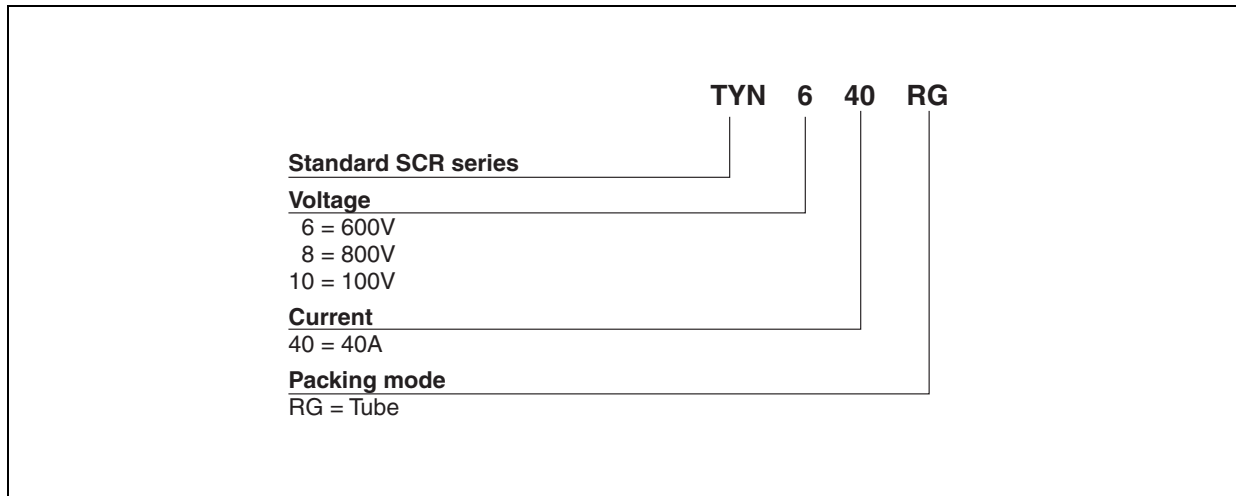 TYN 6 40 RG
Standard SCR series
Voltage
6 = 600V
8 = 800V
10 = 100V
Current
40 = 40A
Packing mode
RG = Tube